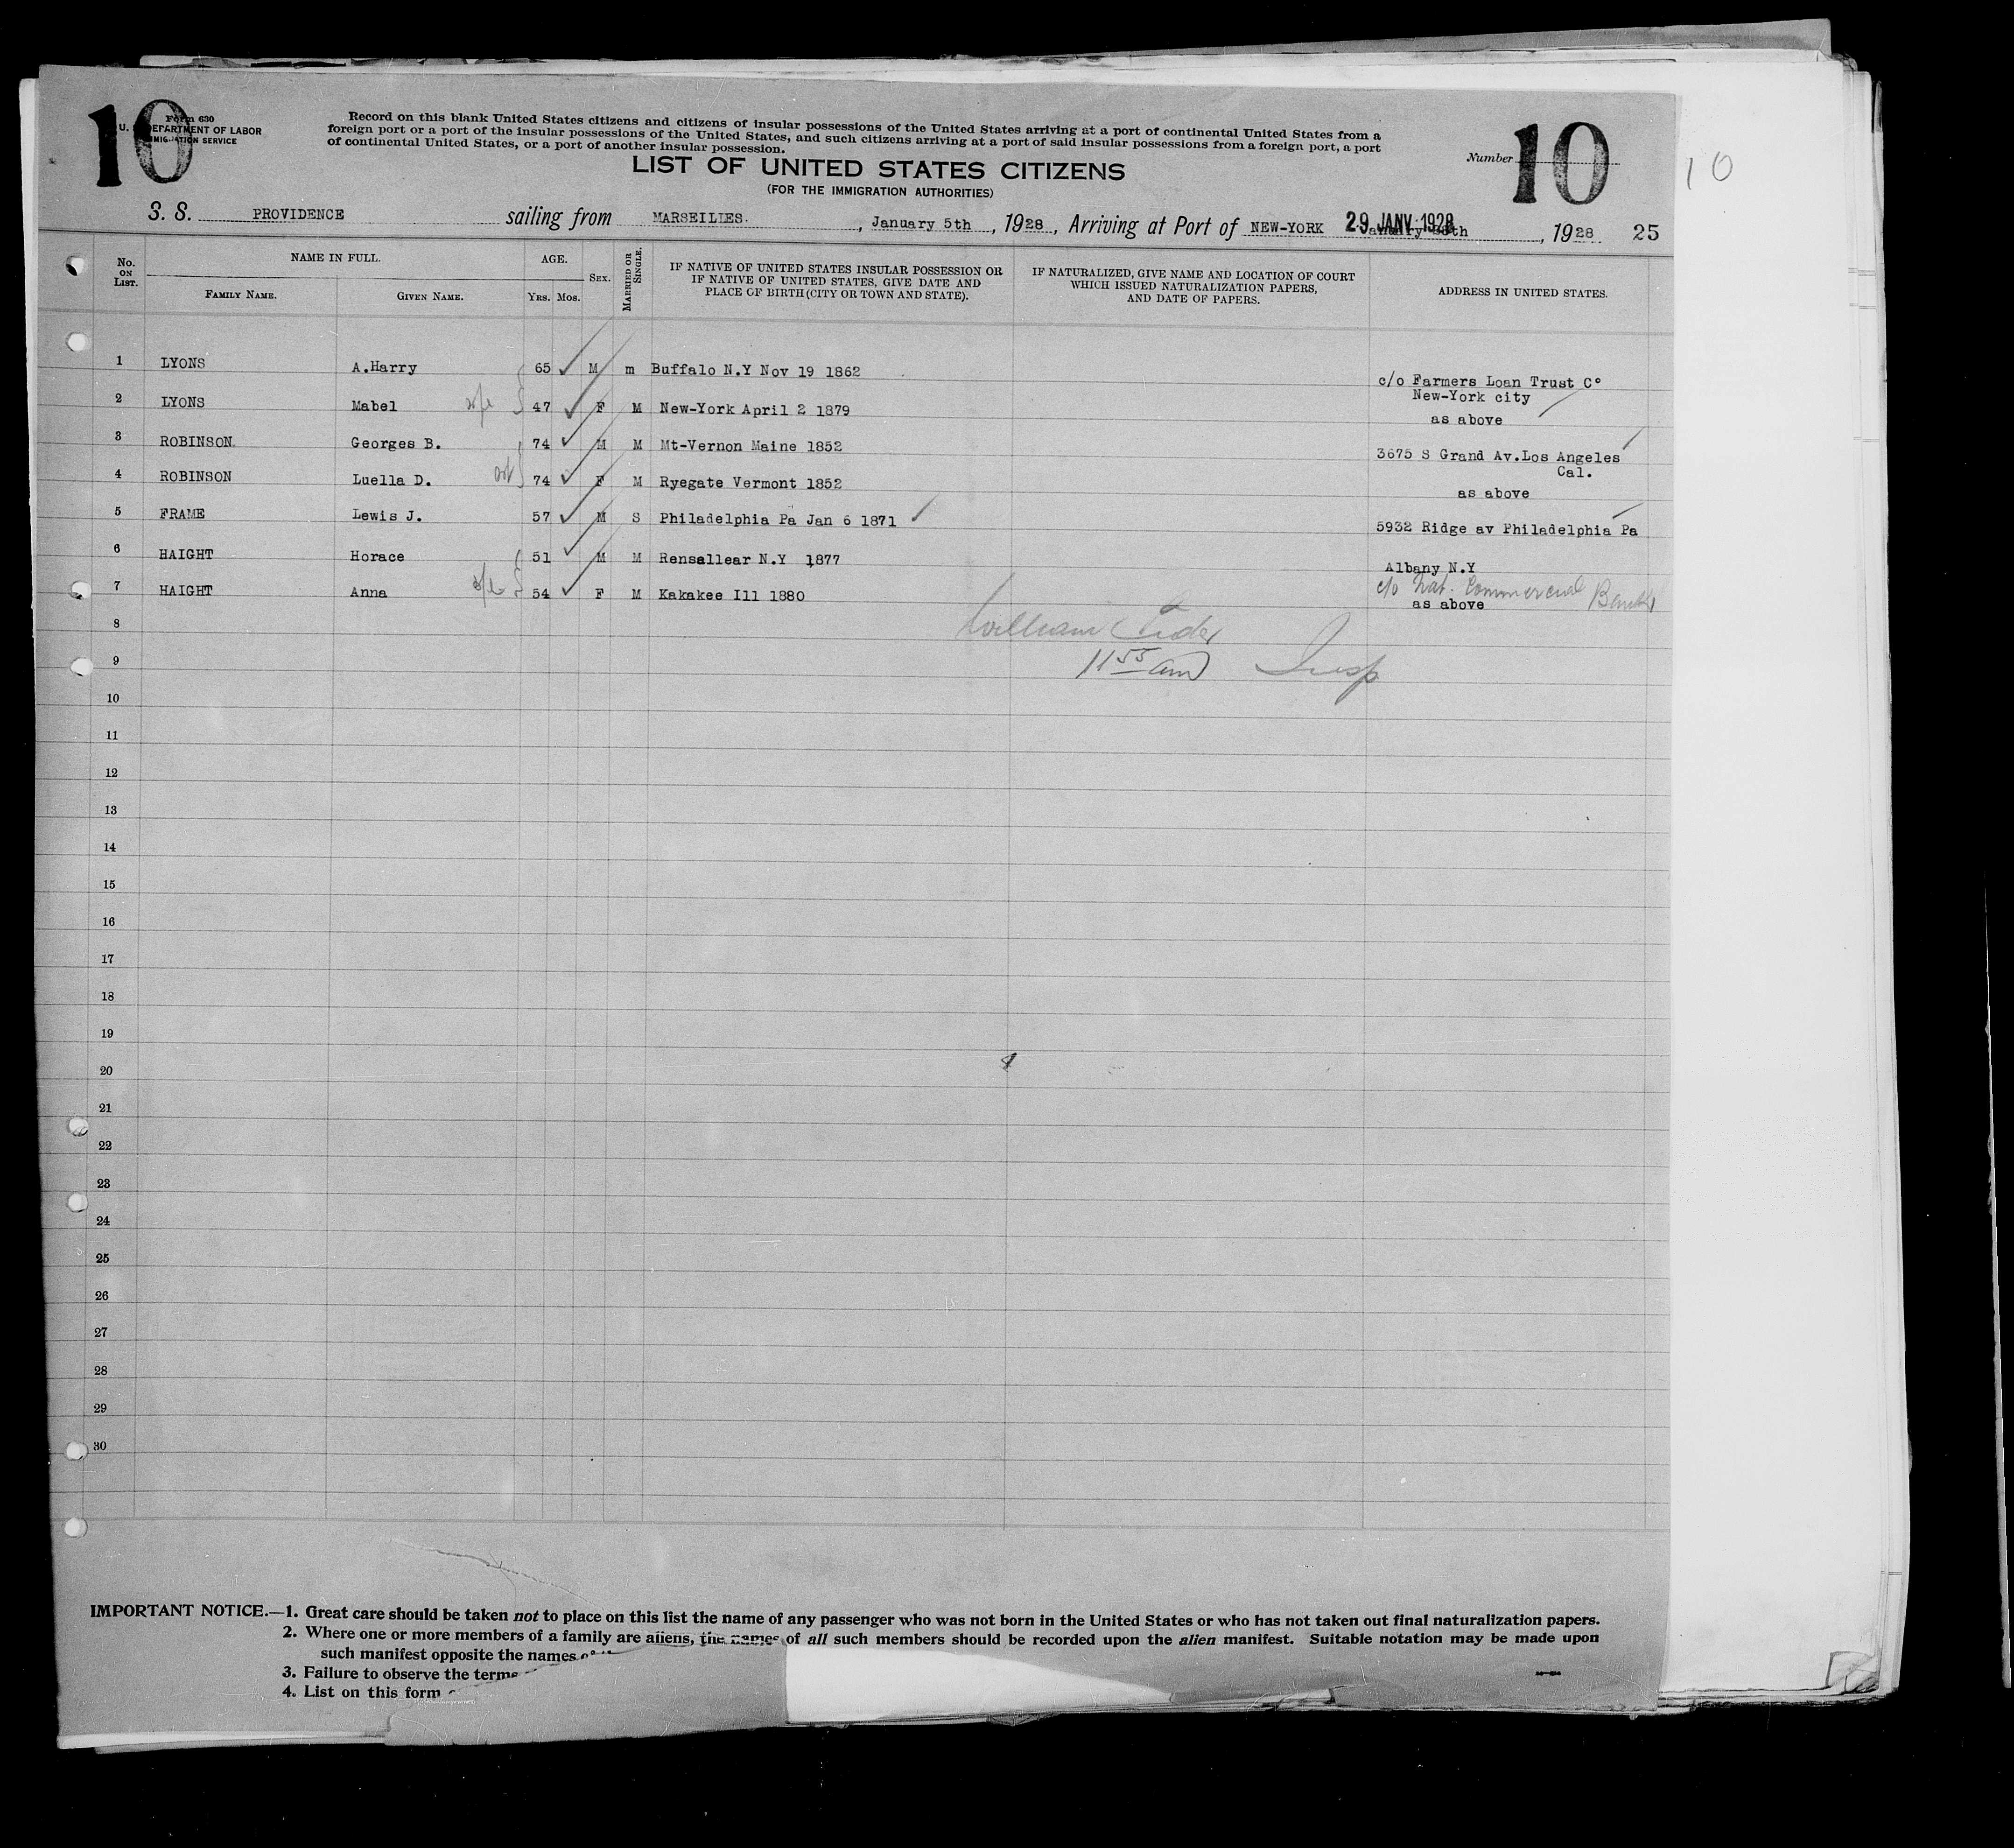 10
Form 630
U. S. DEPARTMENT OF LABOR
IMMIGRATION SERVICE
Record on this blank United States citizens and citizens of insular possessions of the United States arriving at a port of continental United States from a
foreign port or a port of the insular possessions of the United States, and such citizens arriving at a port of said insular possessions from a foreign port, a port
of continental United States, or a port of another insular possession.
LIST OF UNITED STATES CITIZENS
(FOR THE IMMIGRATION AUTHORITIES)
Number 10
10
S. S. PROVIDENCE sailing from MARSEILLES. , January 5th , 1928 , Arriving at Port of NEW-YORK 29 JANV 1928 , 1928 25
No. ON LIST. NAME IN FULL. AGE. SEX. MARRIED OR SINGLE. IF NATIVE OF UNITED STATES INSULAR POSSESSION OR IF NATIVE OF UNITED STATES, GIVE DATE AND PLACE OF BIRTH (CITY OR TOWN AND STATE). IF NATURALIZED, GIVE NAME AND LOCATION OF COURT WHICH ISSUED NATURALIZATION PAPERS, AND DATE OF PAPERS. ADDRESS IN UNITED STATES.
FAMILY NAME. GIVEN NAME. YRS. MOS.
1 LYONS A.Harry 65 M m Buffalo N.Y Nov 19 1862 c/o Farmers Loan Trust C°
New-York city
2 LYONS Mabel 47 F M New-York April 2 1879 as above
3 ROBINSON. Georges B. 74 M M Mt-Vernon Maine 1852 3675 S Grand Av.Los Angeles
Cal.
4 ROBINSON Luella D. 74 F M Ryegate Vermont 1852 as above
5 FRAME Lewis J. 57 M S Philadelphia Pa Jan 6 1871 5932 Ridge av Philadelphia Pa
6 HAIGHT Horace 51 M M Rensellear N.Y 1877 Albany N.Y
c/o Nat. Commercial Bank
7 HAIGHT Anna 54 F M Kakakee Ill 1880 as above
8 William
9 11 55 am Insp
10
11
12
13
14
15
16
17
18
19
20
21
22
23
24
25
26
27
28
29
30
IMPORTANT NOTICE.—1. Great care should be taken not to place on this list the name of any passenger who was not born in the United States or who has not taken out final naturalization papers.
2. Where one or more members of a family are aliens, the names of all such members should be recorded upon the alien manifest. Suitable notation may be made upon
such manifest opposite the names
3. Failure to observe the terms
4. List on this form